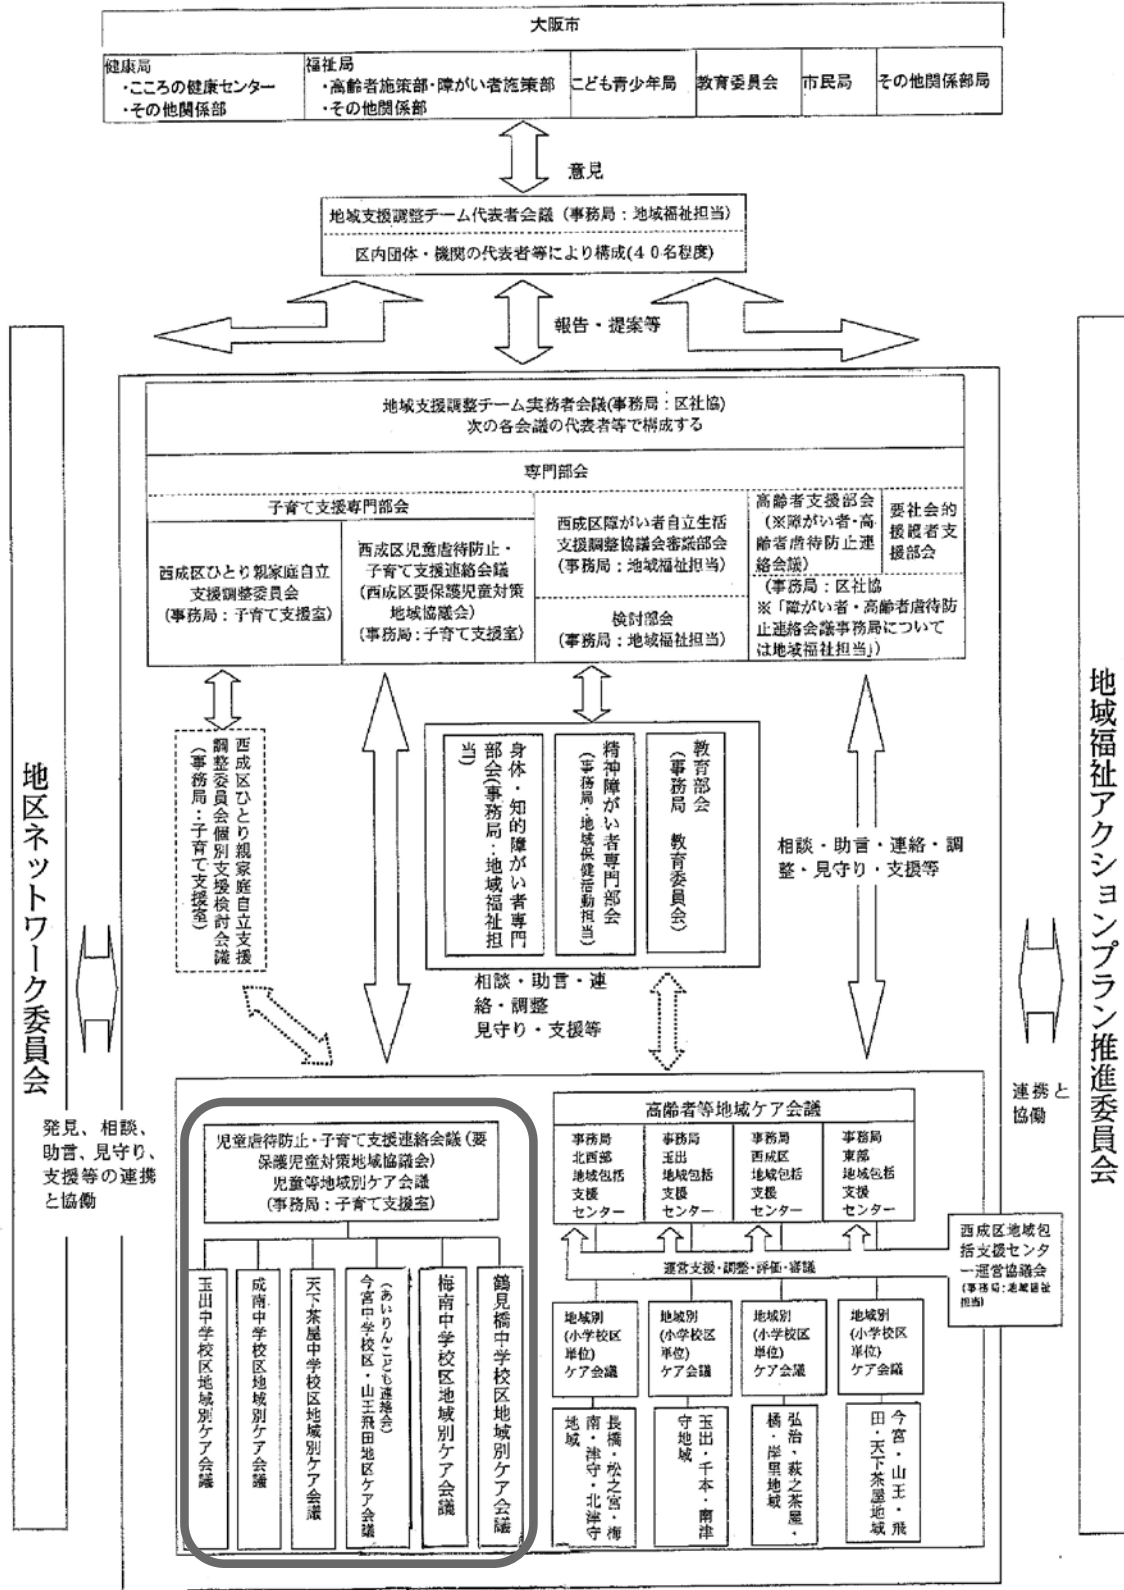 大阪市
健康局
・こころの健康センター
・その他関係部
福祉局
・高齢者施策部・障がい者施策部
・その他関係部
こども青少年局
教育委員会
市民局
その他関係部局
意見
地域支援調整チーム代表者会議（事務局：地域福祉担当）
区内団体・機関の代表者等により構成(４０名程度)
報告・提案等
地域支援調整チーム実務者会議(事務局：区社協)
次の各会議の代表者等で構成する
専門部会
子育て支援専門部会
西成区ひとり親家庭自立
支援調整委員会
(事務局：子育て支援室)
西成区児童虐待防止・
子育て支援連絡会議
(西成区要保護児童対策
地域協議会)
(事務局：子育て支援室)
西成区障がい者自立生活
支援調整協議会審議部会
(事務局：地域福祉担当)
検討部会
(事務局：地域福祉担当)
高齢者支援部会
(※障がい者・高
齢者虐待防止連
絡会議)
要社会的
援護者支
援部会
(事務局：区社協
※「障がい者・高齢者虐待防
止連絡会議事務局について
は地域福祉担当」)
西成区ひとり親家庭自立支援
調整委員会個別支援検討会議
(事務局：子育て支援室)
身体・知的障がい者専門
部会(事務局：地域福祉担
当)
精神障がい者専門部会
(事務局・地域保健活動担当)
教育部会
(事務局　教育委員会)
相談・助言・連絡・調
整・見守り・支援等
相談・助言・連
絡・調整
見守り・支援等
地区ネットワーク委員会
地域福祉アクションプラン推進委員会
発見、相談、
助言、見守り、
支援等の連携
と協働
連携と
協働
児童虐待防止・子育て支援連絡会議(要
保護児童対策地域協議会)
児童等地域別ケア会議
(事務局：子育て支援室)
玉出中学校区地域別ケア会議
成南中学校区地域別ケア会議
天下茶屋中学校区地域別ケア会議
(あいりんこども連絡会)
今宮中学校区・山王飛田地区ケア会議
梅南中学校区地域別ケア会議
鶴見橋中学校区地域別ケア会議
高齢者等地域ケア会議
事務局
北西部
地域包括
支援
センター
事務局
玉出
地域包括
支援
センター
事務局
西成区
地域包括
支援
センター
事務局
東部
地域包括
支援
センター
運営支援・調整・評価・審議
西成区地域包
括支援センタ
ー運営協議会
(事務局：地域福祉
担当)
地域別
(小学校区
単位)
ケア会議
地域別
(小学校区
単位)
ケア会議
地域別
(小学校区
単位)
ケア会議
地域別
(小学校区
単位)
ケア会議
長橋・松之宮・梅
南・津守・北津守
地域
玉出・千本・南津
守地域
弘治・萩之茶屋・
橘・岸里地域
今宮・山王・飛
田・天下茶屋地域